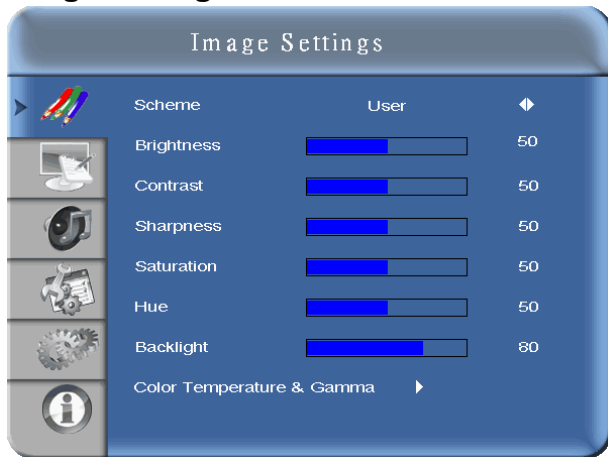 Image Settings
Scheme User
Brightness 50
Contrast 50
Sharpness 50
Saturation 50
Hue 50
Backlight 80
Color Temperature & Gamma